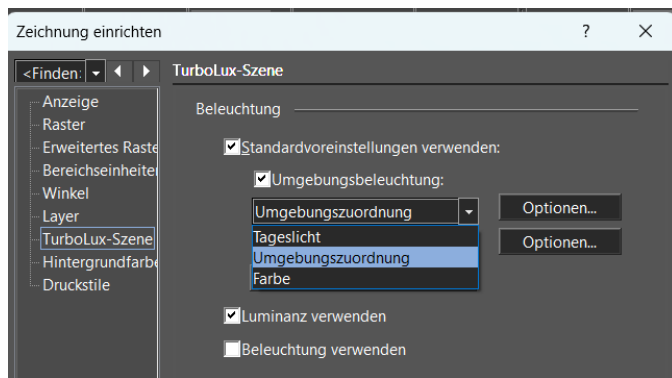 Zeichnung einrichten ? X
<Finden:
TurboLux-Szene
Anzeige
Raster
Erweitertes Raste
Bereichseinheiten
Winkel
Layer
TurboLux-Szene
Hintergrundfarbe
Druckstile
Beleuchtung
Standardvoreinstellungen verwenden:
Umgebungsbeleuchtung:
Umgebungszuordnung
Optionen...
Tageslicht
Optionen...
Umgebungszuordnung
Farbe
Luminanz verwenden
Beleuchtung verwenden